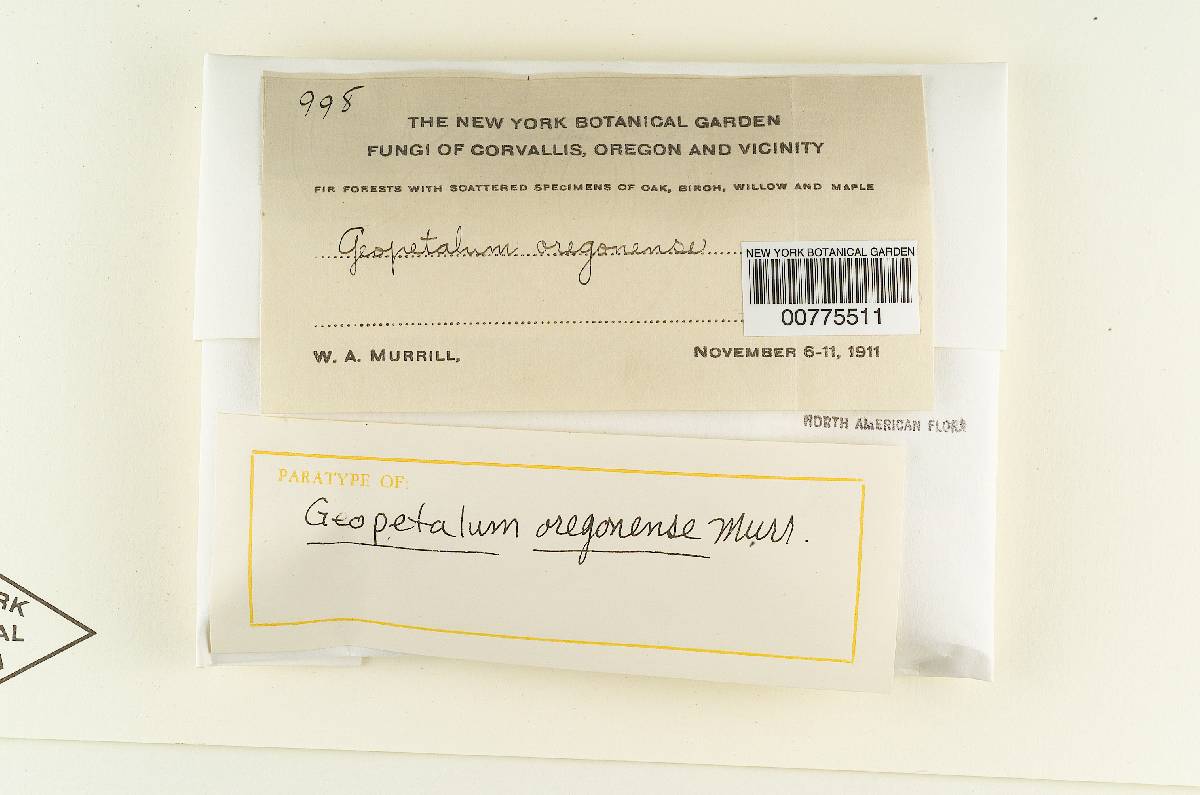 998
THE NEW YORK BOTANICAL GARDEN
FUNGI OF CORVALLIS, OREGON AND VICINITY
FIR FORESTS WITH SCATTERED SPECIMENS OF OAK, BIRCH, WILLOW AND MAPLE
Geopetalum oregonense
NEW YORK BOTANICAL GARDEN
00775511
W. A. MURRILL, NOVEMBER 6-11, 1911
NORTH AMERICAN FLORA
PARATYPE OF:
Geopetalum oregonense Murr.
RK
AL